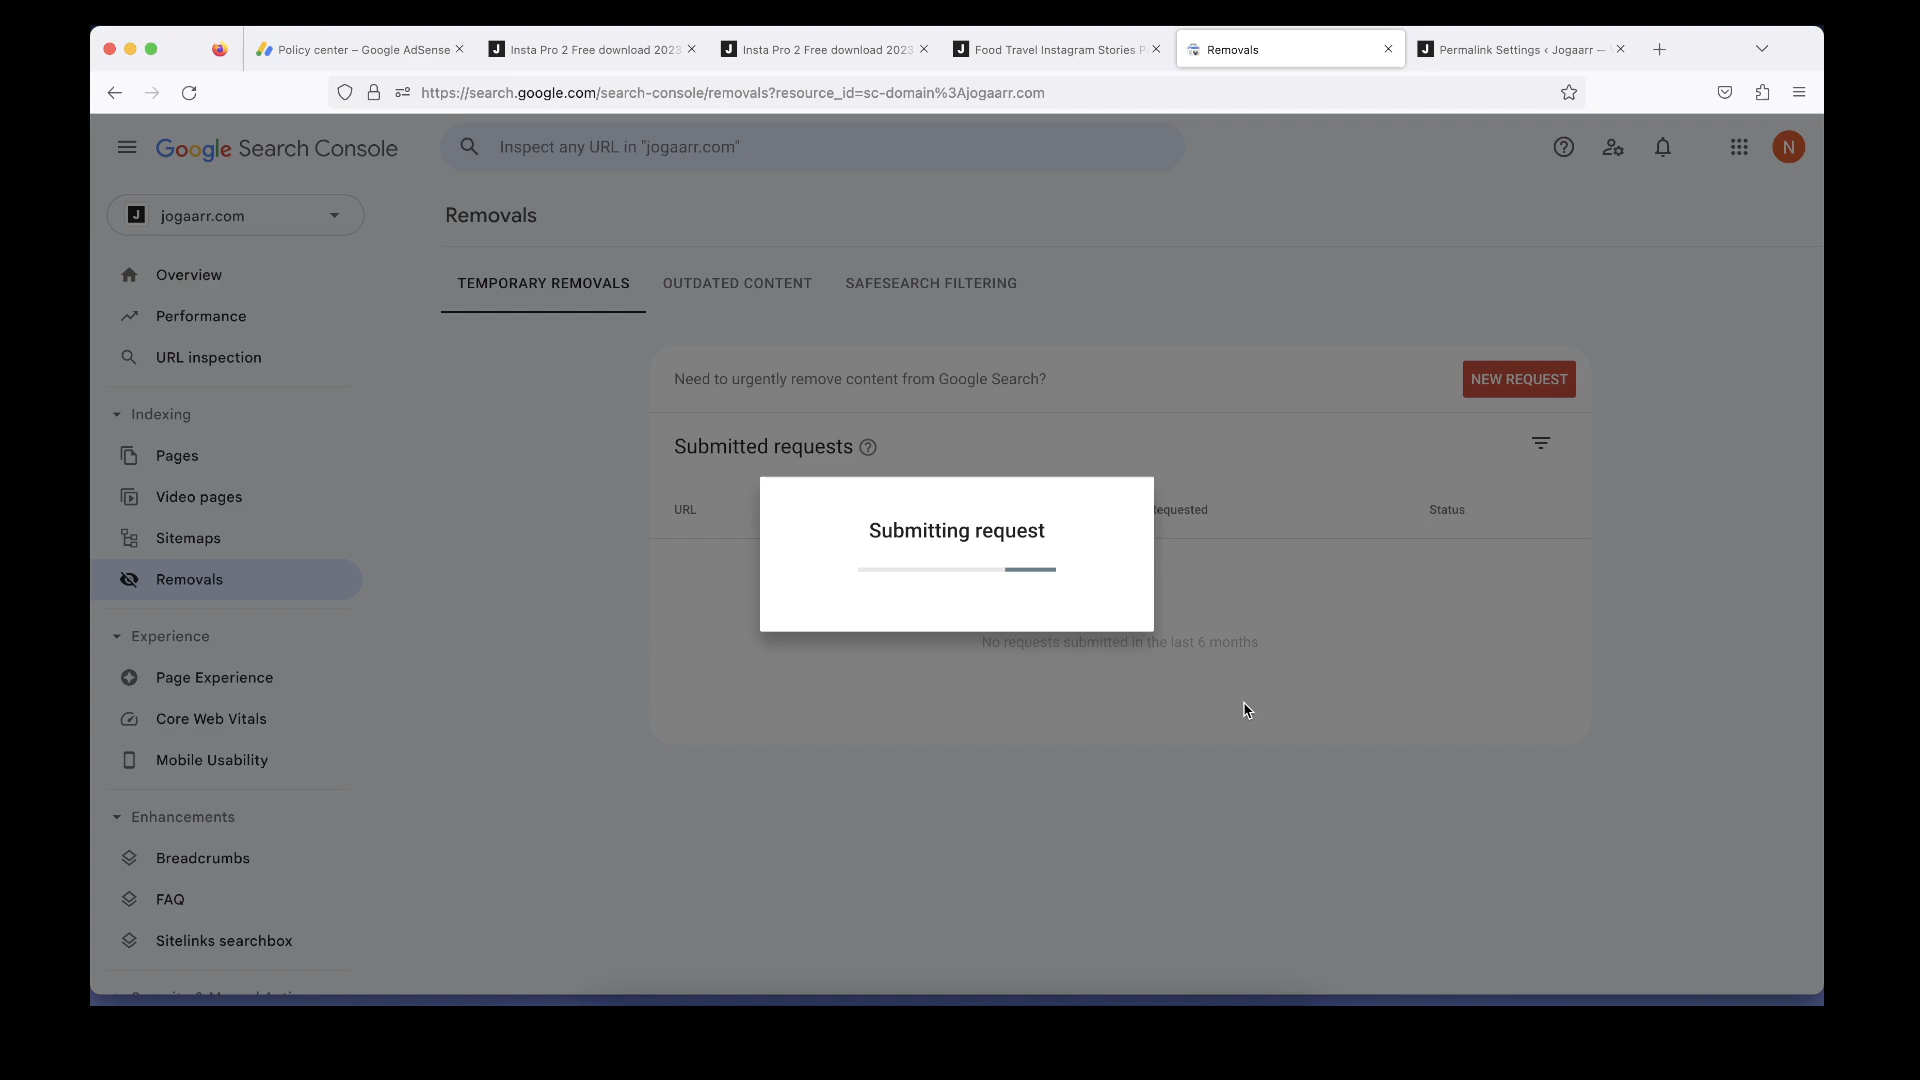 Policy center – Google AdSense
Insta Pro 2 Free download 2023
Insta Pro 2 Free download 2023
Food Travel Instagram Stories P
Removals
Permalink Settings ‹ Jogaarr —
https://search.google.com/search-console/removals?resource_id=sc-domain%3Ajogaarr.com
Google Search Console
Inspect any URL in "jogaarr.com"
N
J
jogaarr.com
Removals
Overview
Performance
URL inspection
Indexing
Pages
Video pages
Sitemaps
Removals
Experience
Page Experience
Core Web Vitals
Mobile Usability
Enhancements
Breadcrumbs
FAQ
Sitelinks searchbox
TEMPORARY REMOVALS
OUTDATED CONTENT
SAFESEARCH FILTERING
Need to urgently remove content from Google Search?
NEW REQUEST
Submitted requests
URL
Requested
Status
Submitting request
No requests submitted in the last 6 months